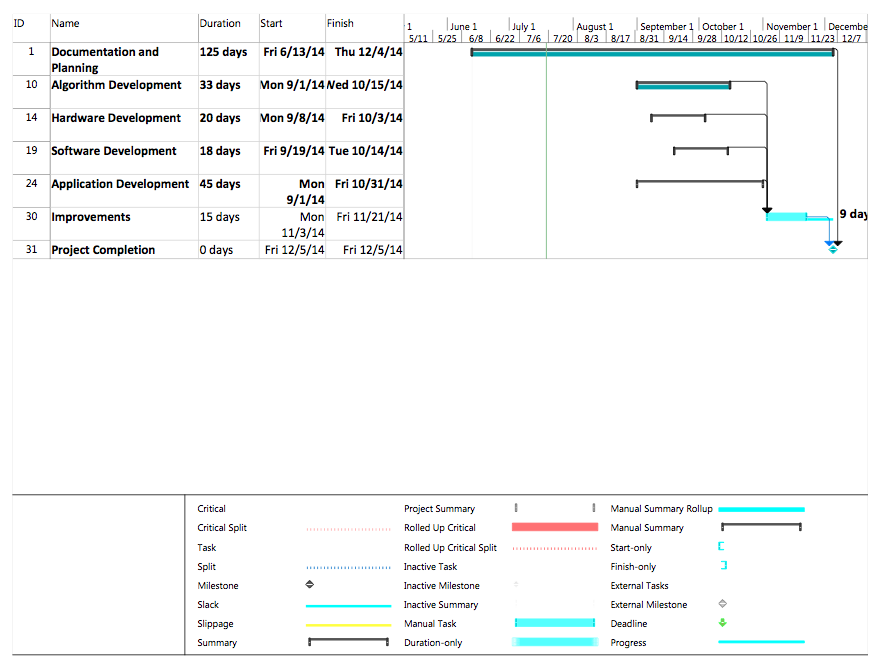 ID Name Duration Start Finish
1 June 1 July 1 August 1 September 1 October 1 November 1 Decembe
5/11 5/25 6/8 6/22 7/6 7/20 8/3 8/17 8/31 9/14 9/28 10/12 10/26 11/9 11/23 12/7
1 Documentation and 125 days Fri 6/13/14 Thu 12/4/14
Planning
10 Algorithm Development 33 days Mon 9/1/14 Wed 10/15/14
14 Hardware Development 20 days Mon 9/8/14 Fri 10/3/14
19 Software Development 18 days Fri 9/19/14 Tue 10/14/14
24 Application Development 45 days Mon Fri 10/31/14
9/1/14
30 Improvements 15 days Mon Fri 11/21/14 9 day
11/3/14
31 Project Completion 0 days Fri 12/5/14 Fri 12/5/14
Critical Project Summary Manual Summary Rollup
Critical Split Rolled Up Critical Manual Summary
Task Rolled Up Critical Split Start-only
Split Inactive Task Finish-only
Milestone Inactive Milestone External Tasks
Slack Inactive Summary External Milestone
Slippage Manual Task Deadline
Summary Duration-only Progress